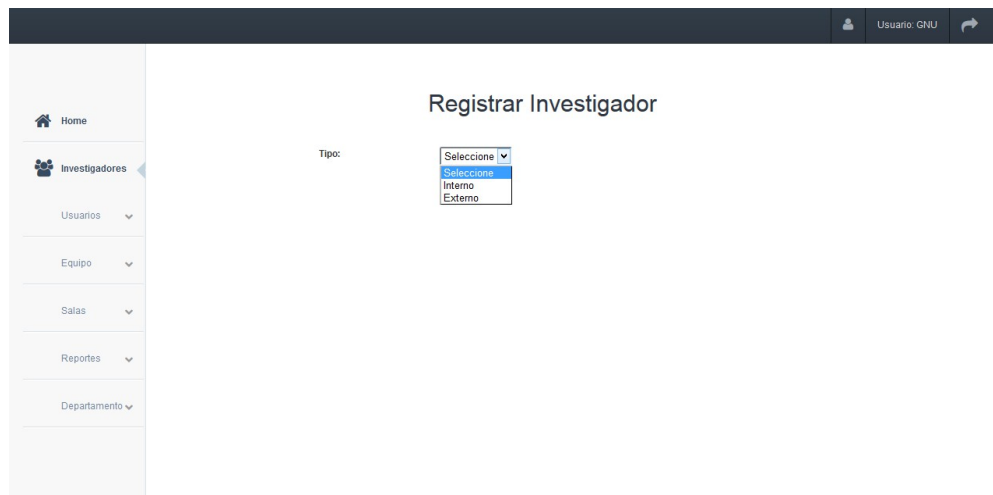 Usuario: GNU
Home
Investigadores
Usuarios
Equipo
Salas
Reportes
Departamento
Registrar Investigador
Tipo:
Seleccione
Seleccione
Interno
Externo